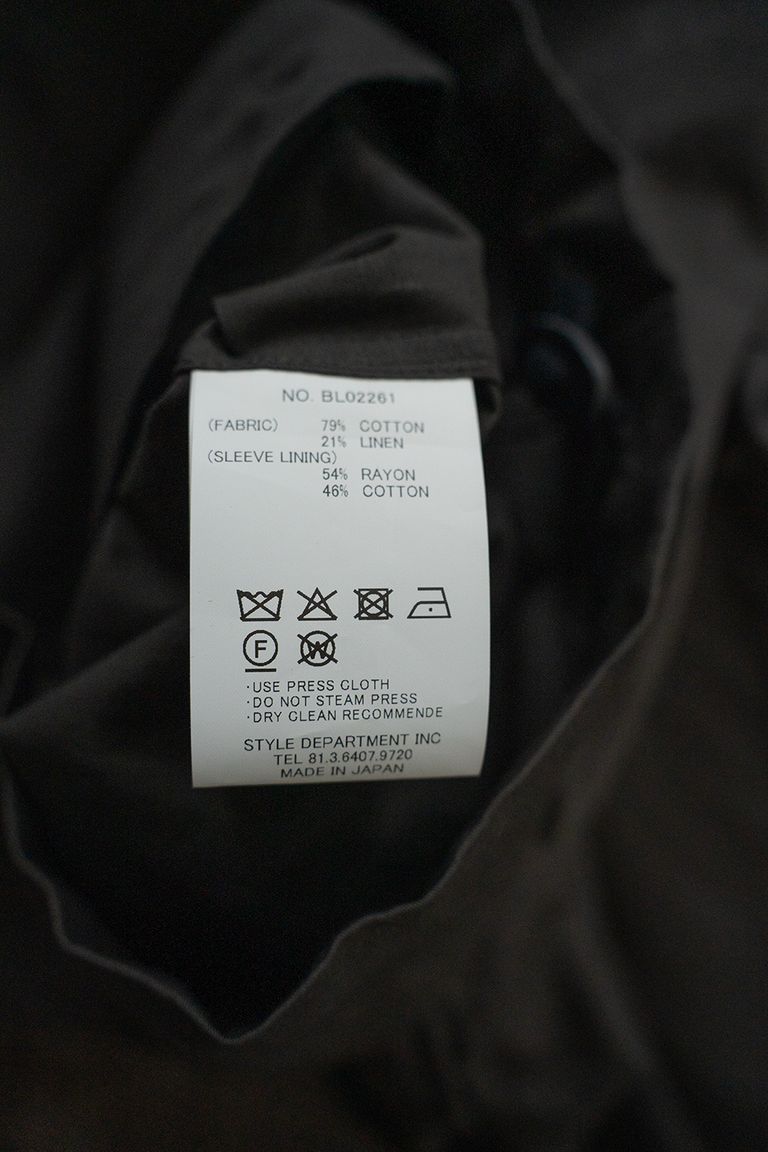 NO. BL02261
(FABRIC) 79% COTTON
21% LINEN
(SLEEVE LINING)
54% RAYON
46% COTTON
F W
·USE PRESS CLOTH
·DO NOT STEAM PRESS
·DRY CLEAN RECOMMENDE
STYLE DEPARTMENT INC
TEL 81.3.6407.9720
MADE IN JAPAN